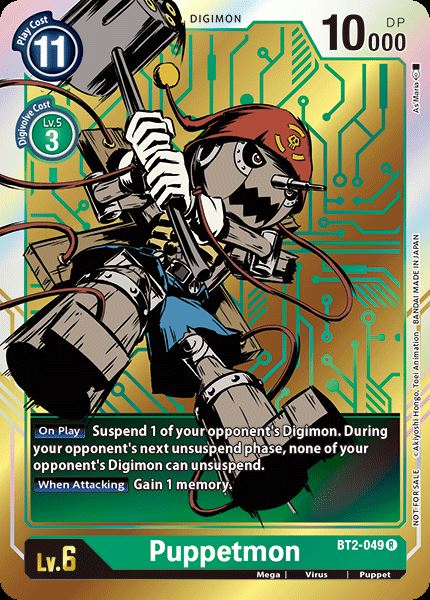 Play Cost
11
DIGIMON
10000
DP
Digivolve Cost
Lv.5
3
As'Maria
On Play Suspend 1 of your opponent's Digimon. During
your opponent's next unsuspend phase, none of your
opponent's Digimon can unsuspend.
When Attacking Gain 1 memory.
NOT FOR SALE ©Akiyoshi Hongo, Toei Animation BANDAI MADE IN JAPAN
BT2-049 R
Lv.6
Puppetmon
Mega | Virus | Puppet